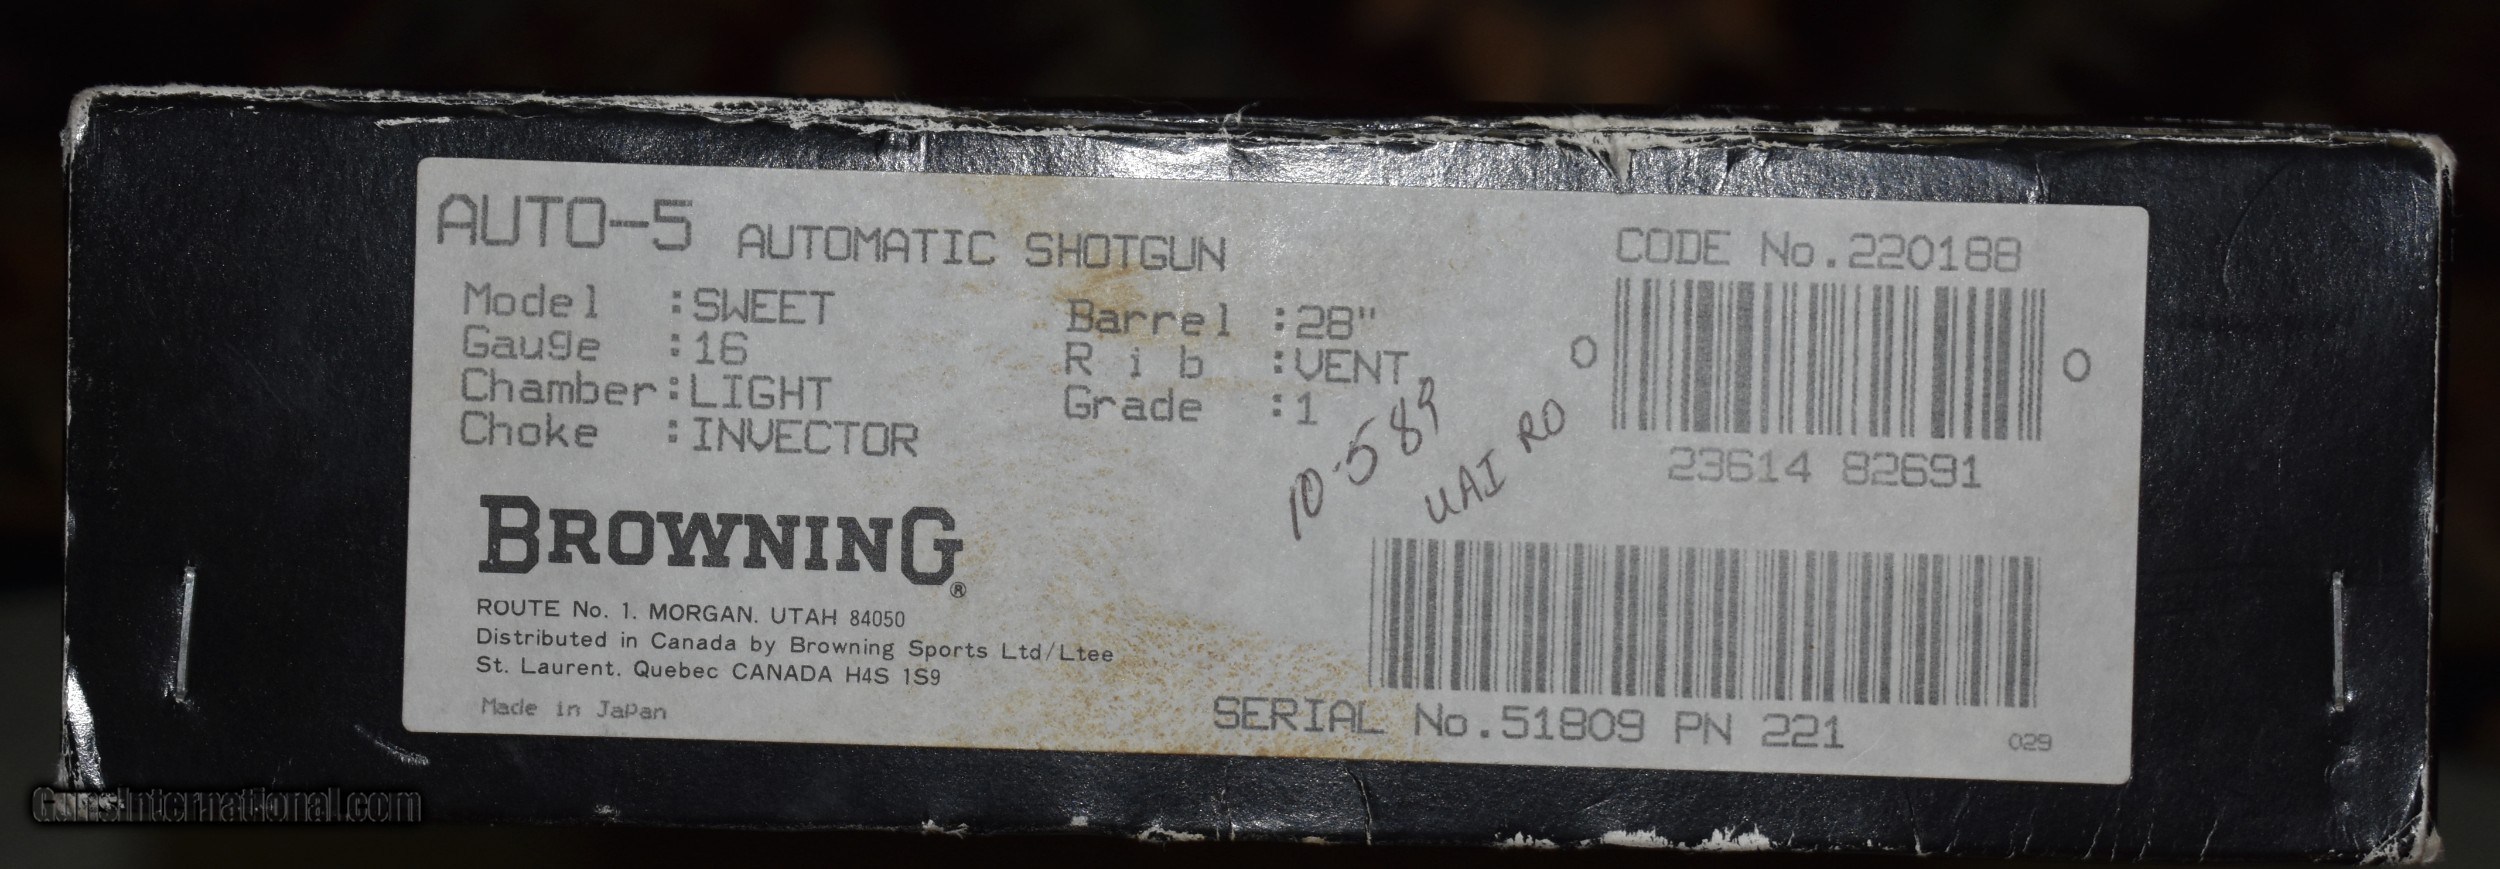 AUTO-5 AUTOMATIC SHOTGUN
Model :SWEET
Gauge :16
Chamber:LIGHT
Choke :INVECTOR
Barrel :28"
Rib :VENT
Grade :1
10-589
UAI RO
CODE No.220188
0 0
23614 82691
BROWNING®
ROUTE No. 1. MORGAN. UTAH 84050
Distributed in Canada by Browning Sports Ltd/Ltee
St. Laurent. Quebec CANADA H4S 1S9
Made in Japan
SERIAL No.51809 PN 221
029
GunsInternational.com